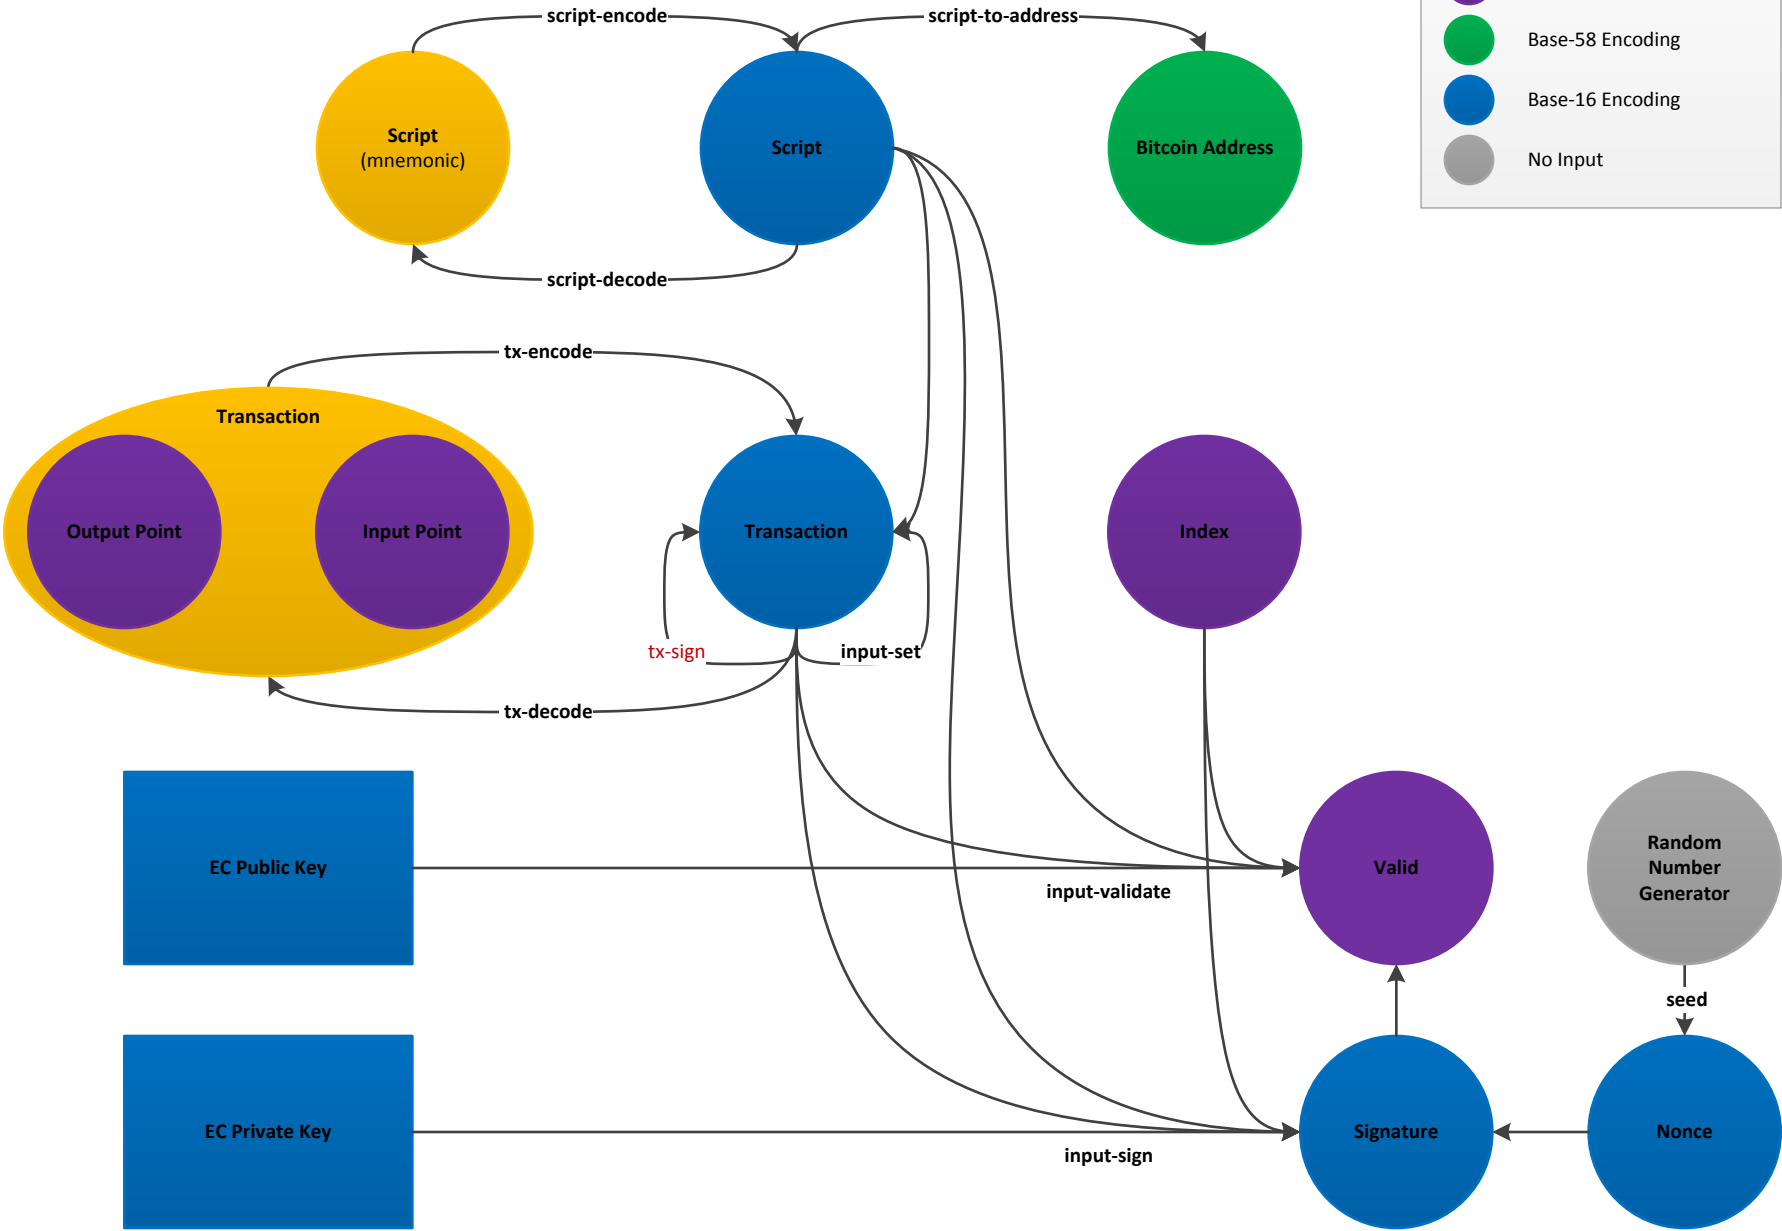 script-encode
script-to-address
Base-58 Encoding
Base-16 Encoding
No Input
Script
(mnemonic)
Script
Bitcoin Address
script-decode
tx-encode
Transaction
Output Point
Input Point
Transaction
Index
tx-sign
input-set
tx-decode
EC Public Key
input-validate
Valid
Random
Number
Generator
seed
EC Private Key
input-sign
Signature
Nonce